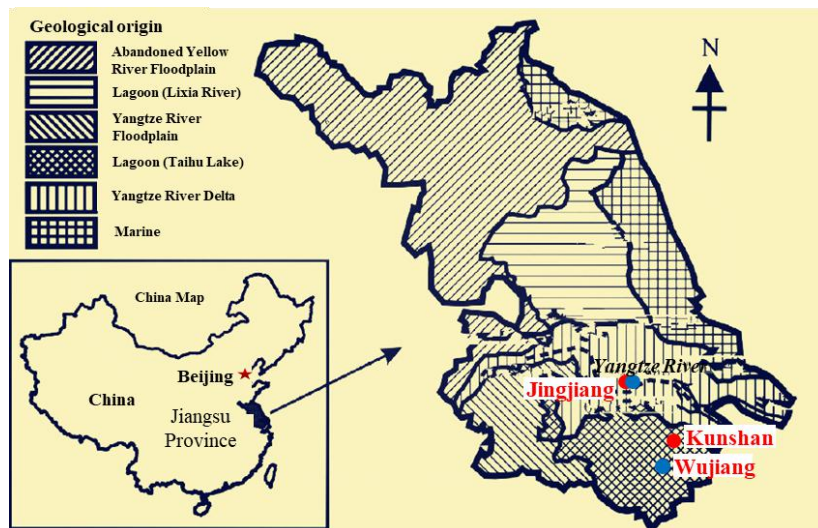 Geological origin
Abandoned Yellow
River Floodplain
Lagoon (Lixia River)
Yangtze River
Floodplain
Lagoon (Taihu Lake)
Yangtze River Delta
Marine
N
China Map
Beijing
China
Jiangsu
Province
Yangtze River
Jingjiang
Kunshan
Wujiang